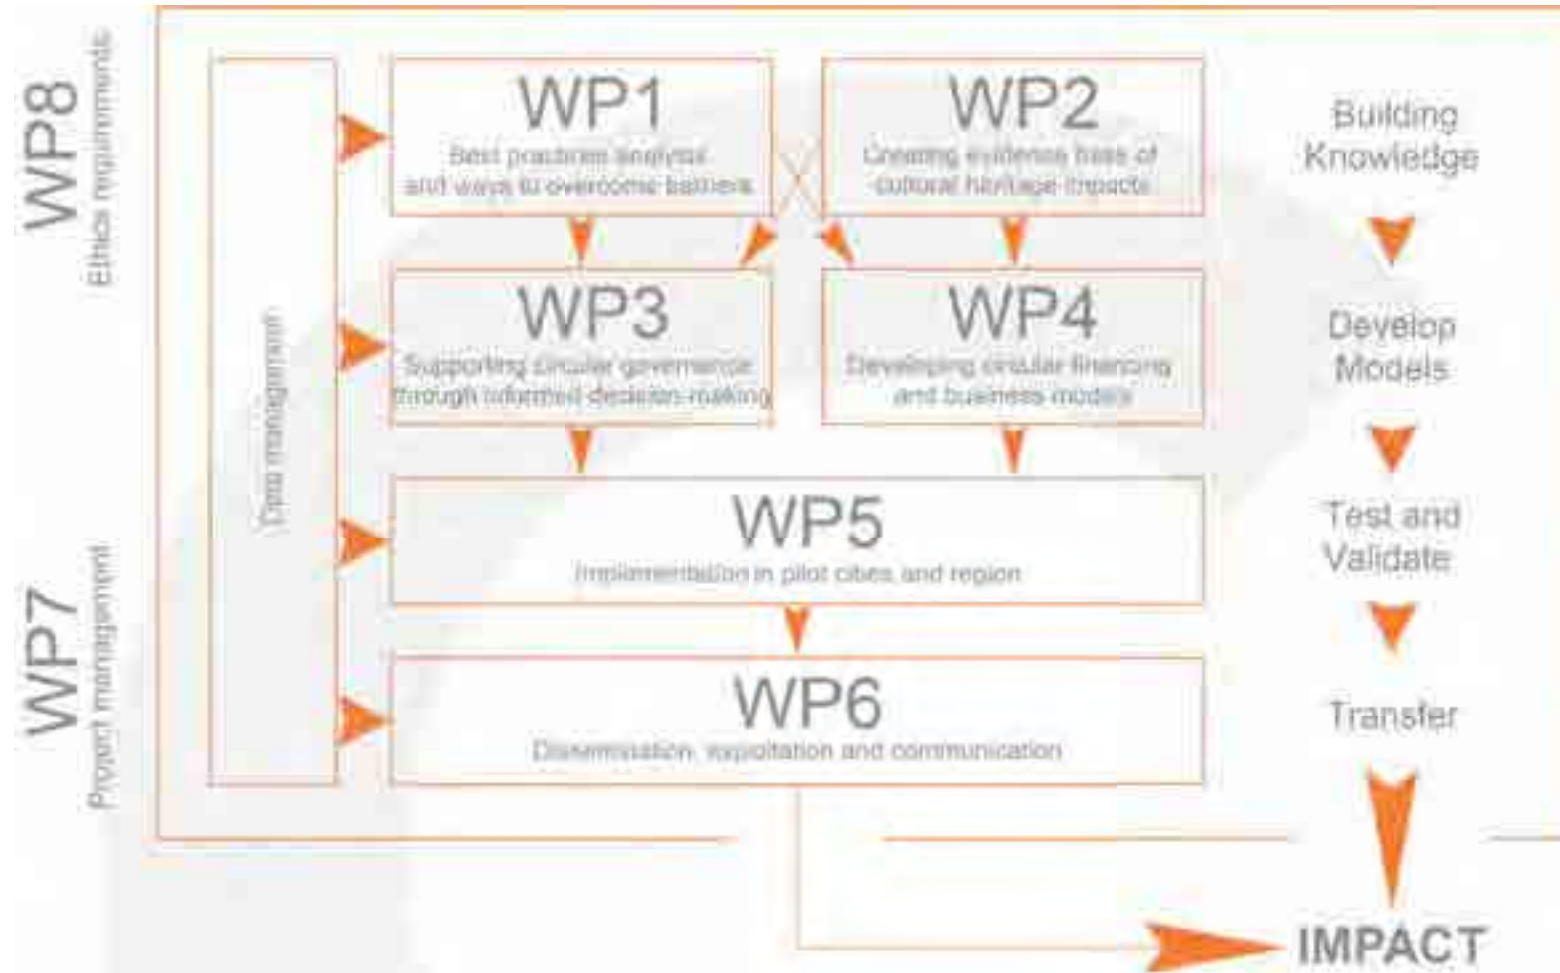 WP8
Ethics requirements
WP7
Project management
Data management
WP1
Best practices analysis
and ways to overcome barriers
WP2
Creating evidence base of
cultural heritage impacts
Building
Knowledge
WP3
Supporting circular governance
through informed decision-making
WP4
Developing circular financing
and business models
Develop
Models
WP5
Implementation in pilot cities and region
Test and
Validate
WP6
Dissemination, exploitation and communication
Transfer
IMPACT